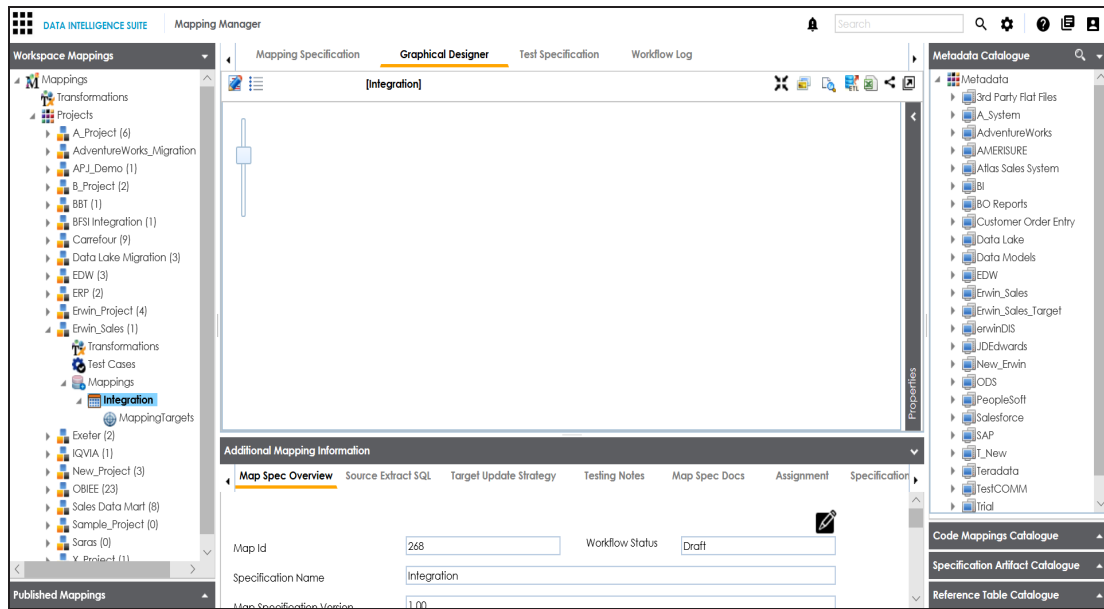 DATA INTELLIGENCE SUITE
Mapping Manager
Search
Workspace Mappings
Mappings
Transformations
Projects
A_Project (6)
AdventureWorks_Migration
APJ_Demo (1)
B_Project (2)
BBT (1)
BFSI Integration (1)
Carrefour (9)
Data Lake Migration (3)
EDW (3)
ERP (2)
Erwin_Project (4)
Erwin_Sales (1)
Transformations
Test Cases
Mappings
Integration
MappingTargets
Exeter (2)
IQVIA (1)
New_Project (3)
OBIEE (23)
Sales Data Mart (8)
Sample_Project (0)
Saras (0)
X_Project (1)
Published Mappings
Mapping Specification
Graphical Designer
Test Specification
Workflow Log
[Integration]
Properties
Additional Mapping Information
Map Spec Overview
Source Extract SQL
Target Update Strategy
Testing Notes
Map Spec Docs
Assignment
Specification
Map Id
268
Workflow Status
Draft
Specification Name
Integration
Map Specification Version
1.00
Metadata Catalogue
Metadata
3rd Party Flat Files
A_System
AdventureWorks
AMERISURE
Atlas Sales System
BI
BO Reports
Customer Order Entry
Data Lake
Data Models
EDW
Erwin_Sales
Erwin_Sales_Target
erwinDIS
JDEdwards
New_Erwin
ODS
PeopleSoft
Salesforce
SAP
T_New
Teradata
TestCOMM
Trial
Code Mappings Catalogue
Specification Artifact Catalogue
Reference Table Catalogue